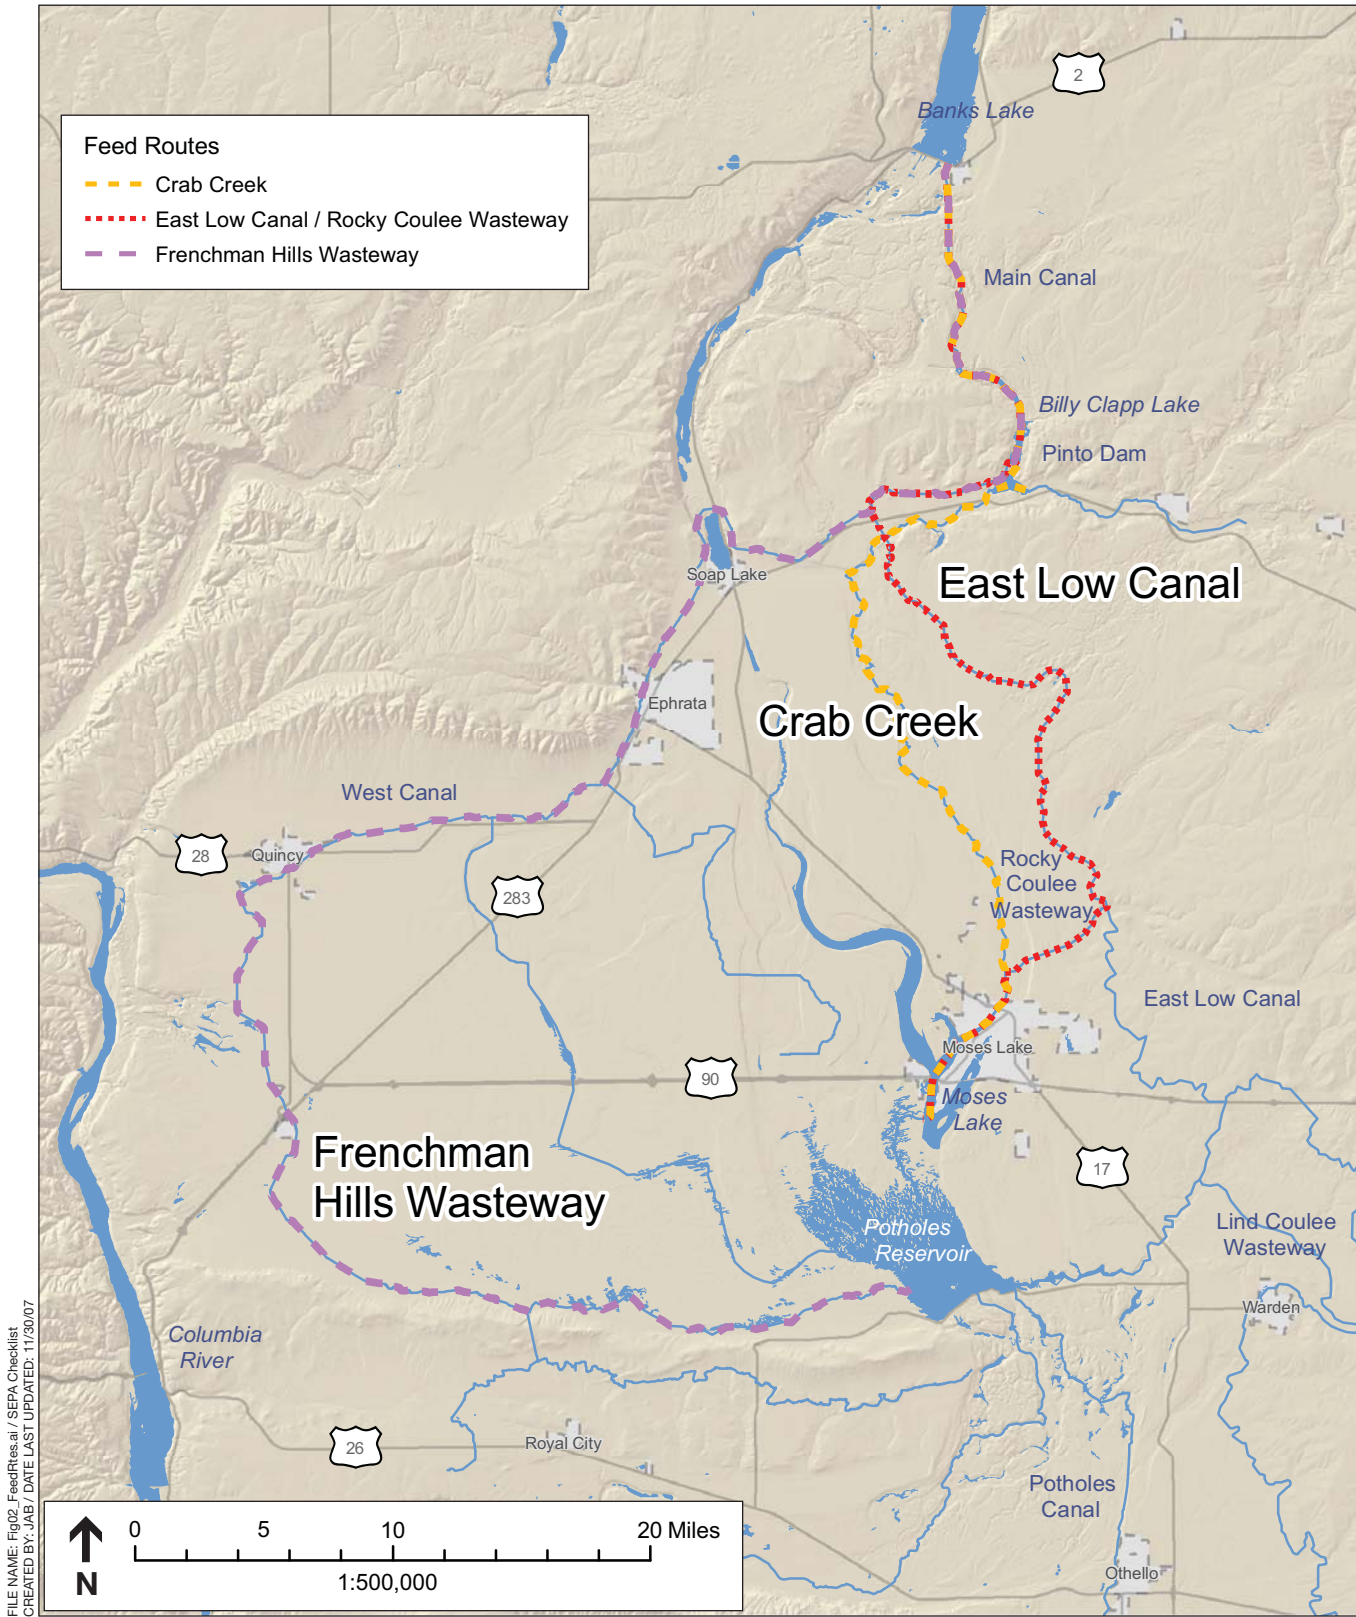 2
Banks Lake
Feed Routes
Crab Creek
East Low Canal / Rocky Coulee Wasteway
Frenchman Hills Wasteway
Main Canal
Billy Clapp Lake
Pinto Dam
Soap Lake
East Low Canal
Ephrata
Crab Creek
West Canal
28
Quincy
283
Rocky
Coulee
Wasteway
East Low Canal
Moses Lake
90
Moses
Lake
Frenchman
Hills Wasteway
17
Potholes
Reservoir
Lind Coulee
Wasteway
Warden
Columbia
River
26
Royal City
Potholes
Canal
Othello
N
0 5 10 20 Miles
1:500,000
FILE NAME: Fig02_FeedRtes.ai / SEPA Checklist
CREATED BY: JAB / DATE LAST UPDATED: 11/30/07